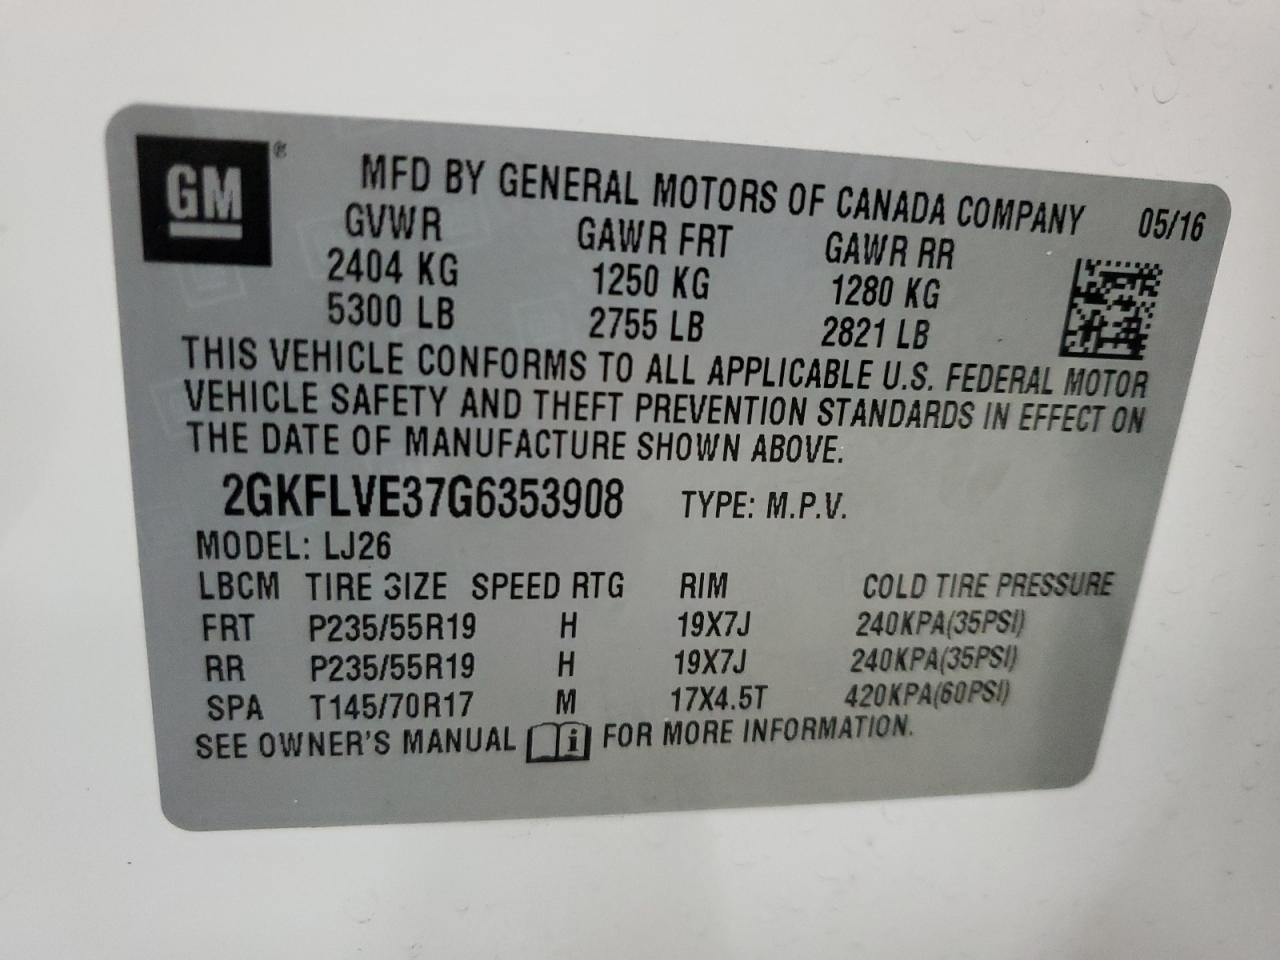 GM®
MFD BY GENERAL MOTORS OF CANADA COMPANY 05/16
GVWR GAWR FRT GAWR RR
2404 KG 1250 KG 1280 KG
5300 LB 2755 LB 2821 LB
THIS VEHICLE CONFORMS TO ALL APPLICABLE U.S. FEDERAL MOTOR
VEHICLE SAFETY AND THEFT PREVENTION STANDARDS IN EFFECT ON
THE DATE OF MANUFACTURE SHOWN ABOVE.
2GKFLVE37G6353908 TYPE: M.P.V.
MODEL: LJ26
LBCM TIRE SIZE SPEED RTG RIM COLD TIRE PRESSURE
FRT P235/55R19 H 19X7J 240KPA(35PSI)
RR P235/55R19 H 19X7J 240KPA(35PSI)
SPA T145/70R17 M 17X4.5T 420KPA(60PSI)
SEE OWNER'S MANUAL i FOR MORE INFORMATION.